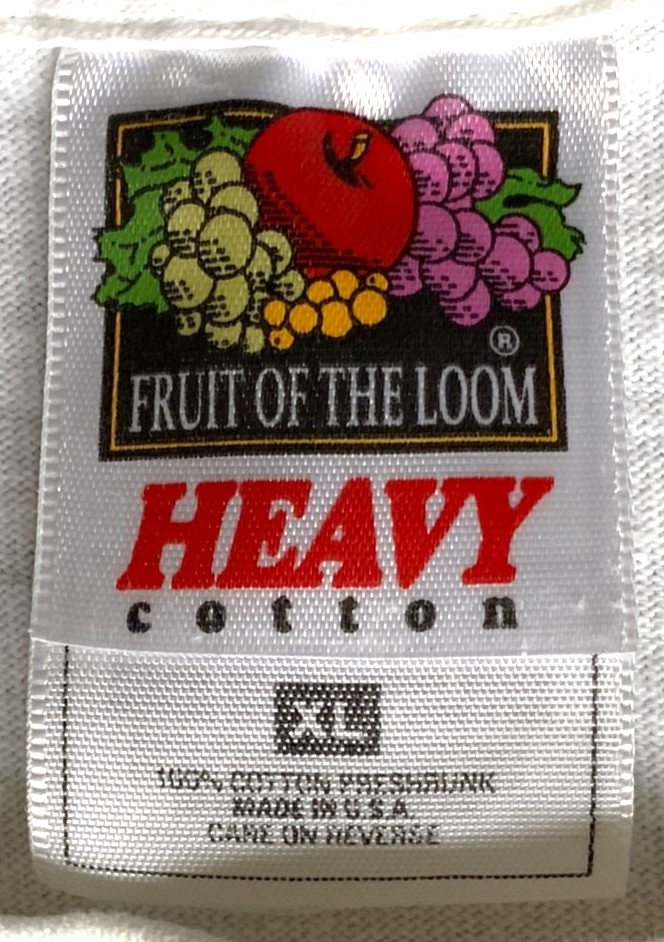 ®
FRUIT OF THE LOOM
HEAVY
cotton
XL
100% COTTON PRESHRUNK
MADE IN U.S.A.
CARE ON REVERSE